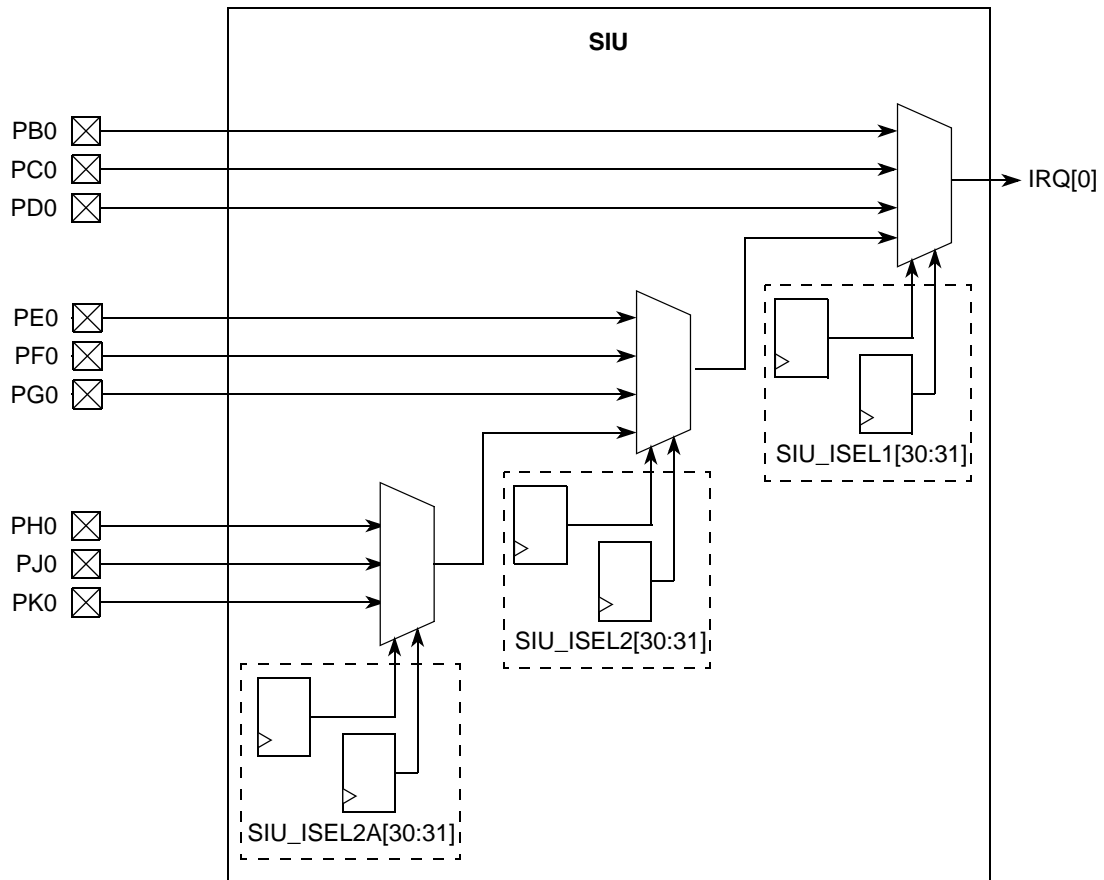 SIU
PB0
PC0
PD0
IRQ[0]
PE0
PF0
PG0
SIU_ISEL1[30:31]
PH0
PJ0
PK0
SIU_ISEL2[30:31]
SIU_ISEL2A[30:31]